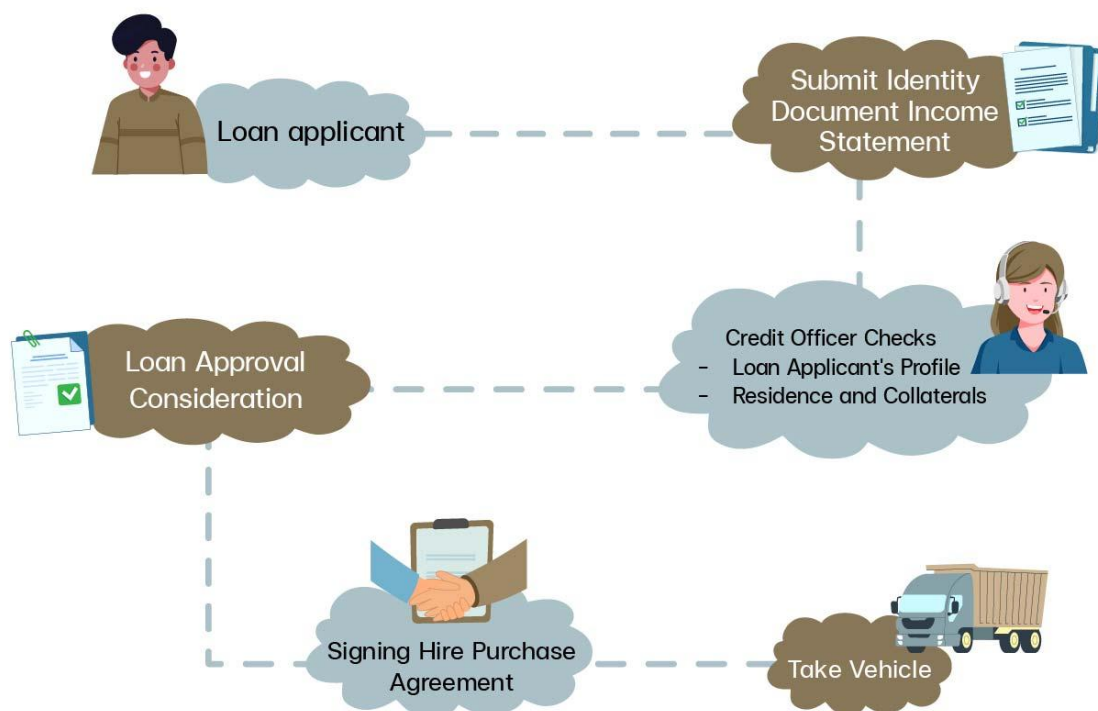 Loan applicant
Submit Identity
Document Income
Statement
Credit Officer Checks
- Loan Applicant's Profile
- Residence and Collaterals
Loan Approval
Consideration
Signing Hire Purchase
Agreement
Take Vehicle